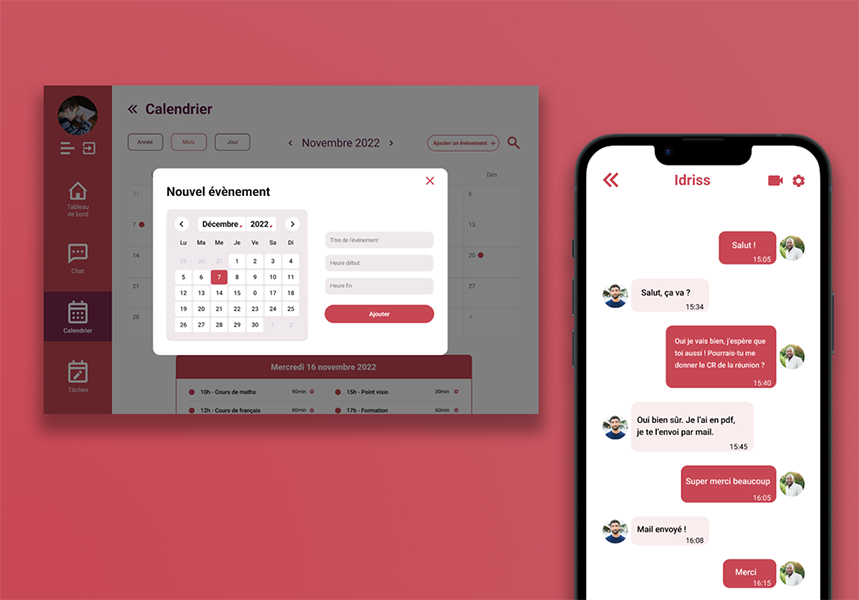 Calendrier
Année
Mois
Jour
Novembre 2022
Ajouter un évènement +
Dim
Tableau
de bord
Chat
Calendrier
Tâches
31
7
14
21
28
6
13
20
27
4
Nouvel évènement
Décembre
2022
Lu Ma Me Je Ve Sa Di
29 30 31 1 2 3 4
5 6 7 8 9 10 11
12 13 14 15 0 17 18
19 20 21 22 23 24 25
26 27 28 29 30 1 2
Titre de l'évènement
Heure début
Heure fin
Ajouter
Mercredi 16 novembre 2022
10h - Cours de maths
90min
15h - Point visio
30min
12h - Cours de français
60min
17h - Formation
60min
Idriss
Salut !
15:05
Salut, ça va ?
15:34
Oui je vais bien, j'espère que
toi aussi ! Pourrais-tu me
donner le CR de la réunion ?
15:40
Oui bien sûr. Je l'ai en pdf,
je te l'envoi par mail.
15:45
Super merci beaucoup
16:05
Mail envoyé !
16:08
Merci
16:15